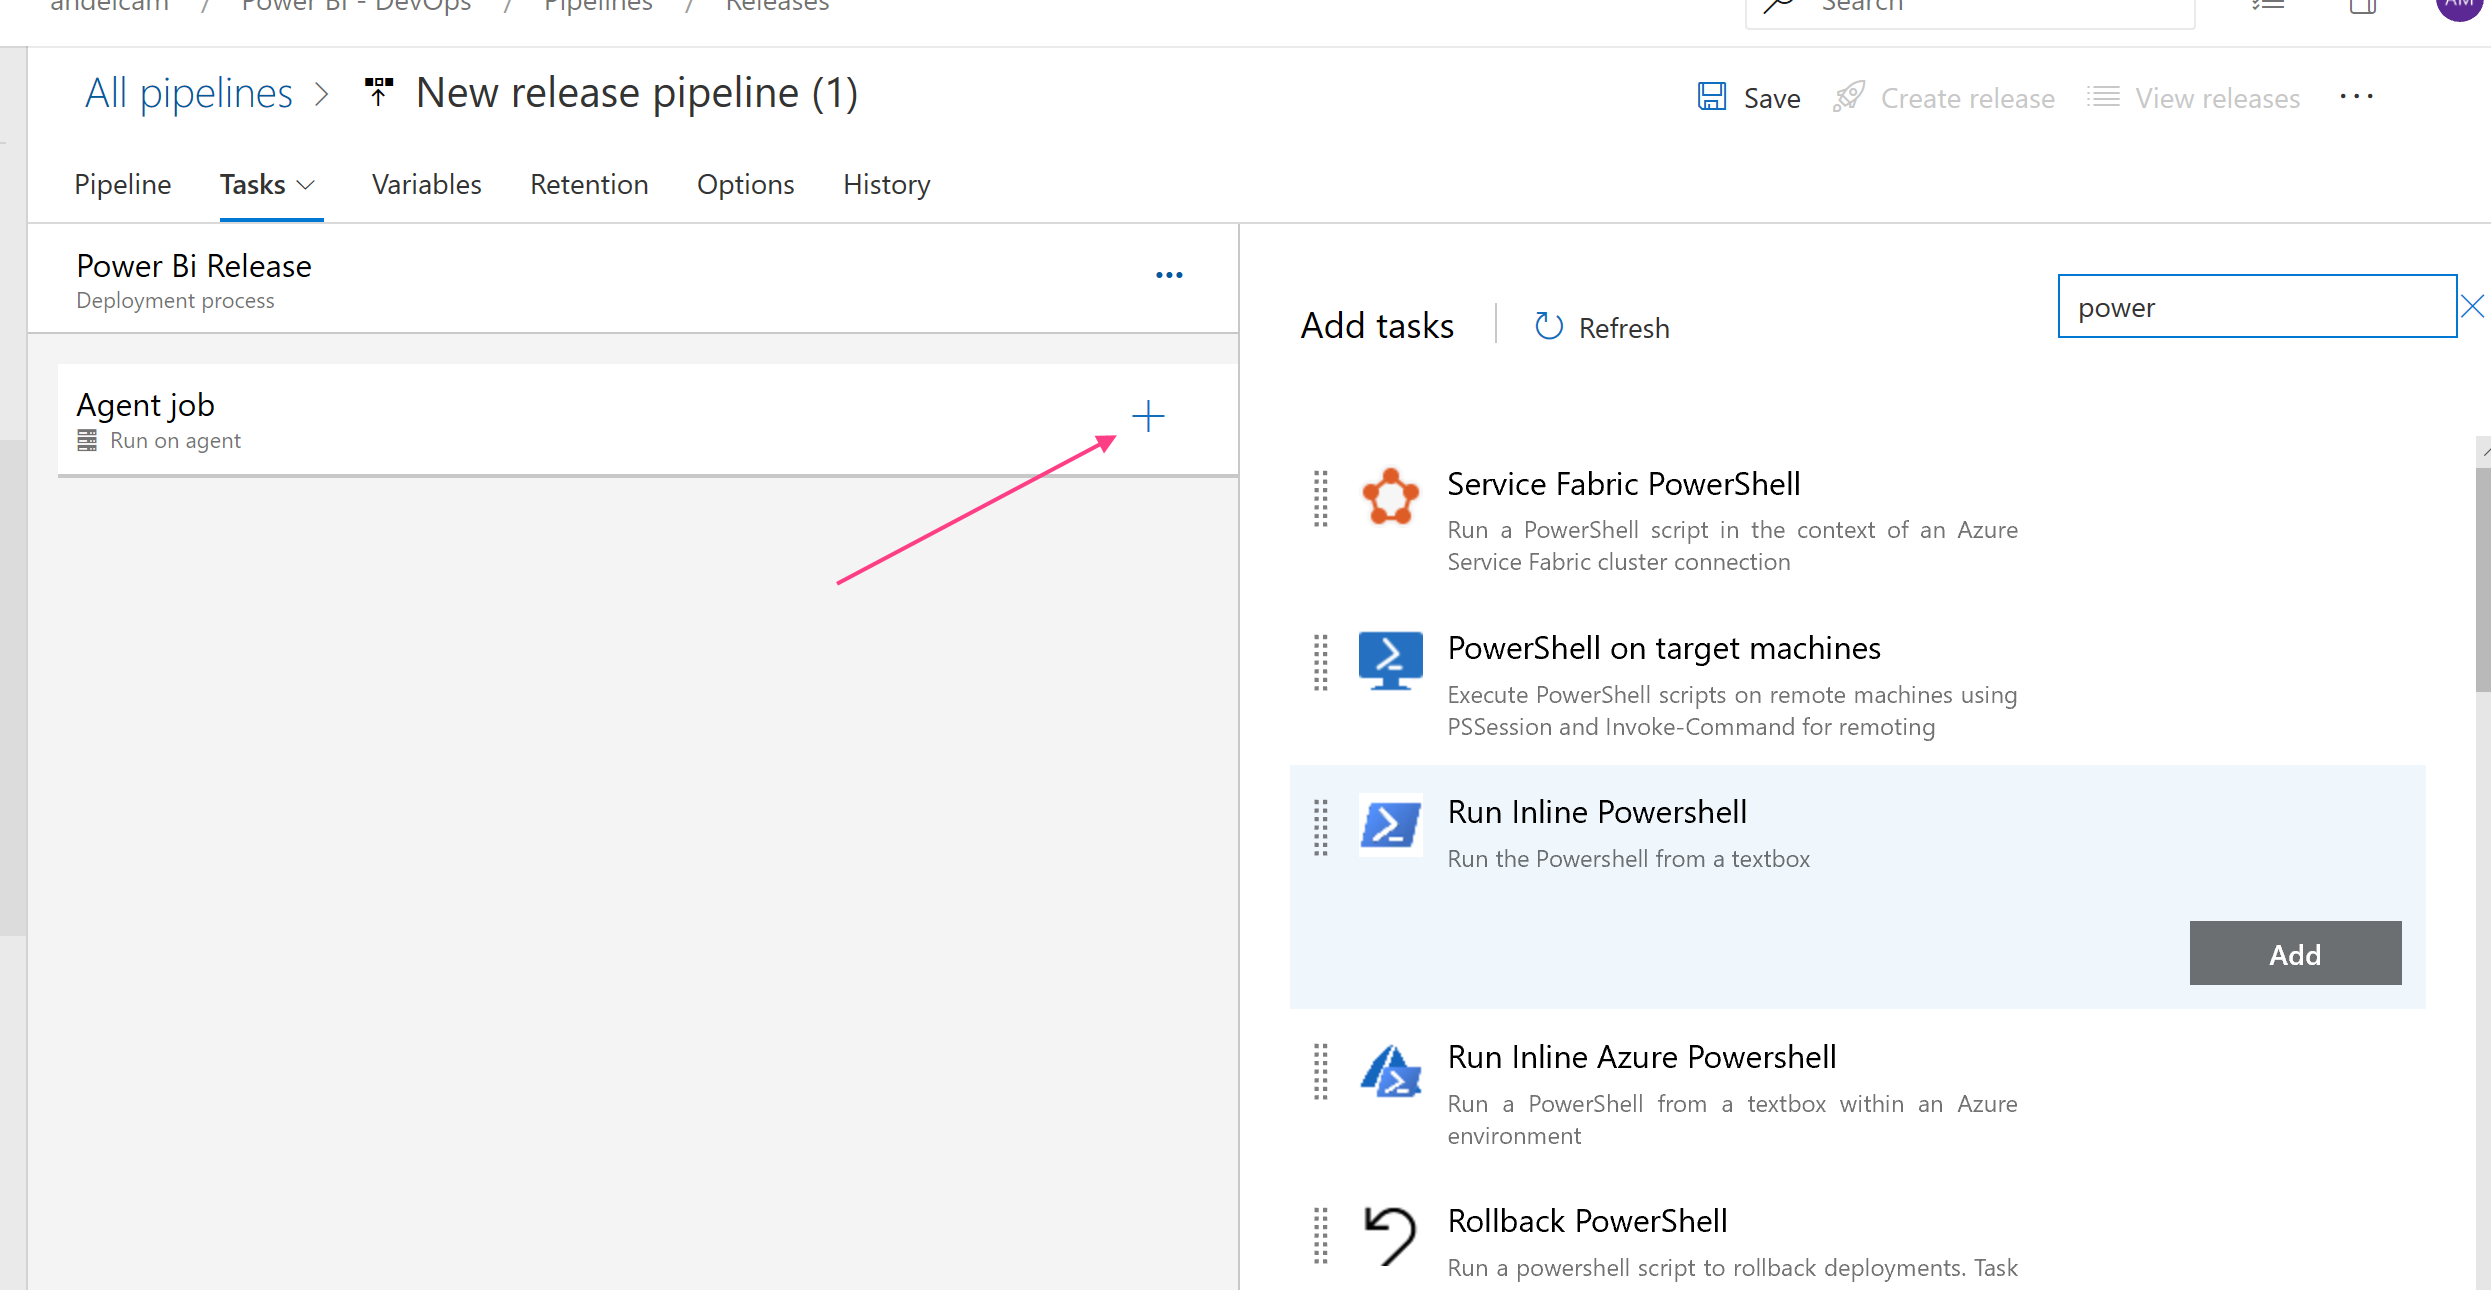 andelcam / Power BI - DevOps / Pipelines / Releases
Search
AM
All pipelines > New release pipeline (1)
Save Create release View releases ...
Pipeline Tasks Variables Retention Options History
Power Bi Release
Deployment process
Add tasks | Refresh
power
Agent job
Run on agent
Service Fabric PowerShell
Run a PowerShell script in the context of an Azure
Service Fabric cluster connection
PowerShell on target machines
Execute PowerShell scripts on remote machines using
PSSession and Invoke-Command for remoting
Run Inline Powershell
Run the Powershell from a textbox
Add
Run Inline Azure Powershell
Run a PowerShell from a textbox within an Azure
environment
Rollback PowerShell
Run a powershell script to rollback deployments. Task